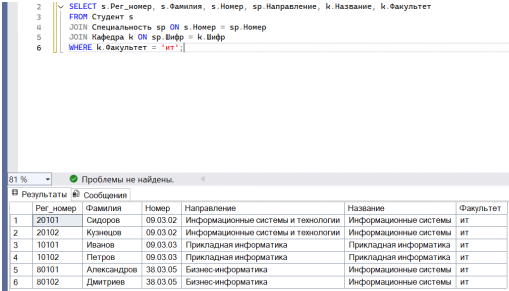 2 SELECT s.Рег_номер, s.Фамилия, s.Номер, sp.Направление, k.Название, k.Факультет
3 FROM Студент s
4 JOIN Специальность sp ON s.Номер = sp.Номер
5 JOIN Кафедра k ON sp.Шифр = k.Шифр
6 WHERE k.Факультет = 'ит';
81 % Проблемы не найдены.
Результаты Сообщения
Рег_номер Фамилия Номер Направление Название Факультет
1 20101 Сидоров 09.03.02 Информационные системы и технологии Информационные системы ит
2 20102 Кузнецов 09.03.02 Информационные системы и технологии Информационные системы ит
3 10101 Иванов 09.03.03 Прикладная информатика Прикладная информатика ит
4 10102 Петров 09.03.03 Прикладная информатика Прикладная информатика ит
5 80101 Александров 38.03.05 Бизнес-информатика Информационные системы ит
6 80102 Дмитриев 38.03.05 Бизнес-информатика Информационные системы ит